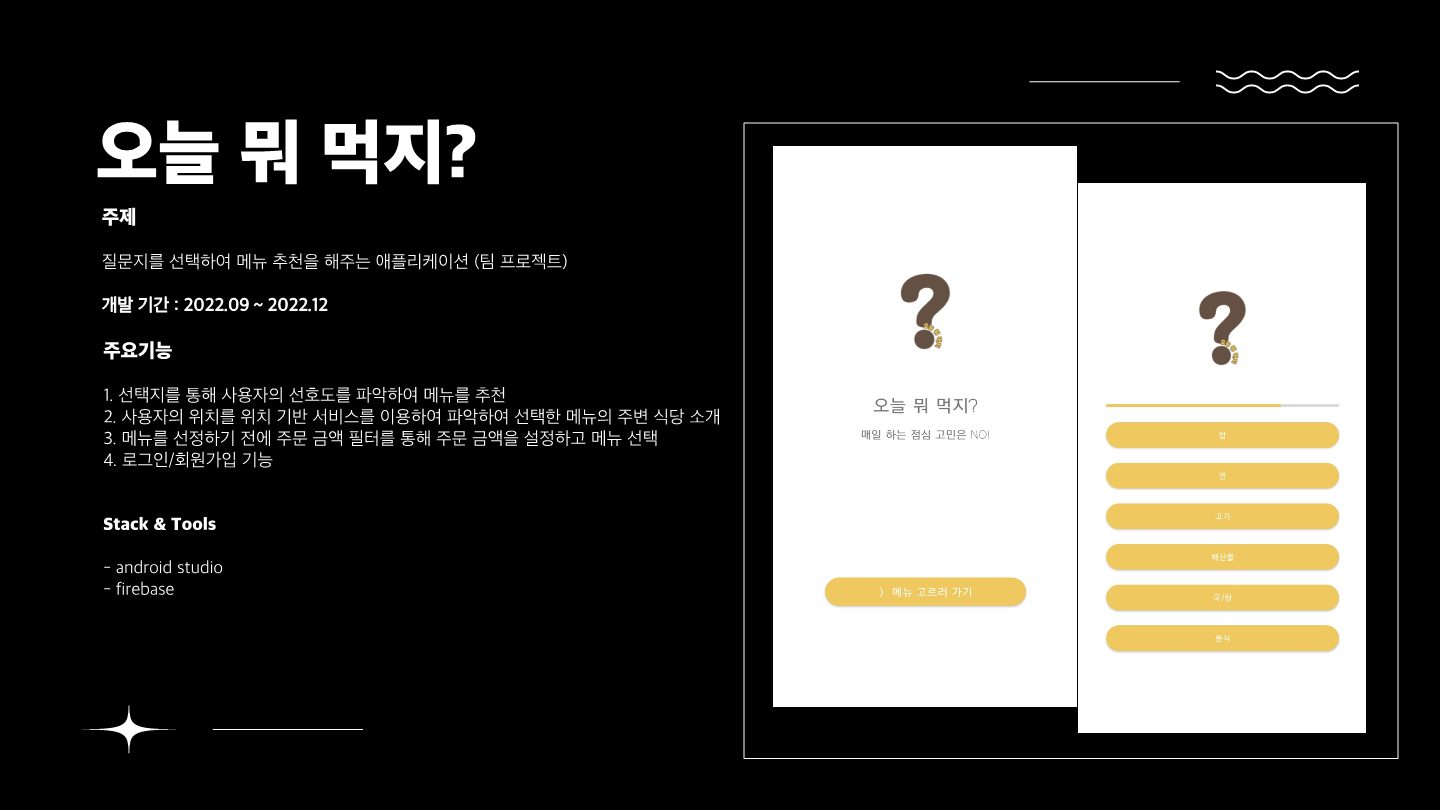 오늘 뭐 먹지?
주제
질문지를 선택하여 메뉴 추천을 해주는 애플리케이션 (팀 프로젝트)
개발 기간 : 2022.09 ~ 2022.12
주요기능
1. 선택지를 통해 사용자의 선호도를 파악하여 메뉴를 추천
2. 사용자의 위치를 위치 기반 서비스를 이용하여 파악하여 선택한 메뉴의 주변 식당 소개
3. 메뉴를 선정하기 전에 주문 금액 필터를 통해 주문 금액을 설정하고 메뉴 선택
4. 로그인/회원가입 기능
Stack & Tools
- android studio
- firebase
오늘 뭐 먹지?
매일 하는 점심 고민은 NO!
〉 메뉴 고르러 가기
밥
면
고기
해산물
국/탕
분식